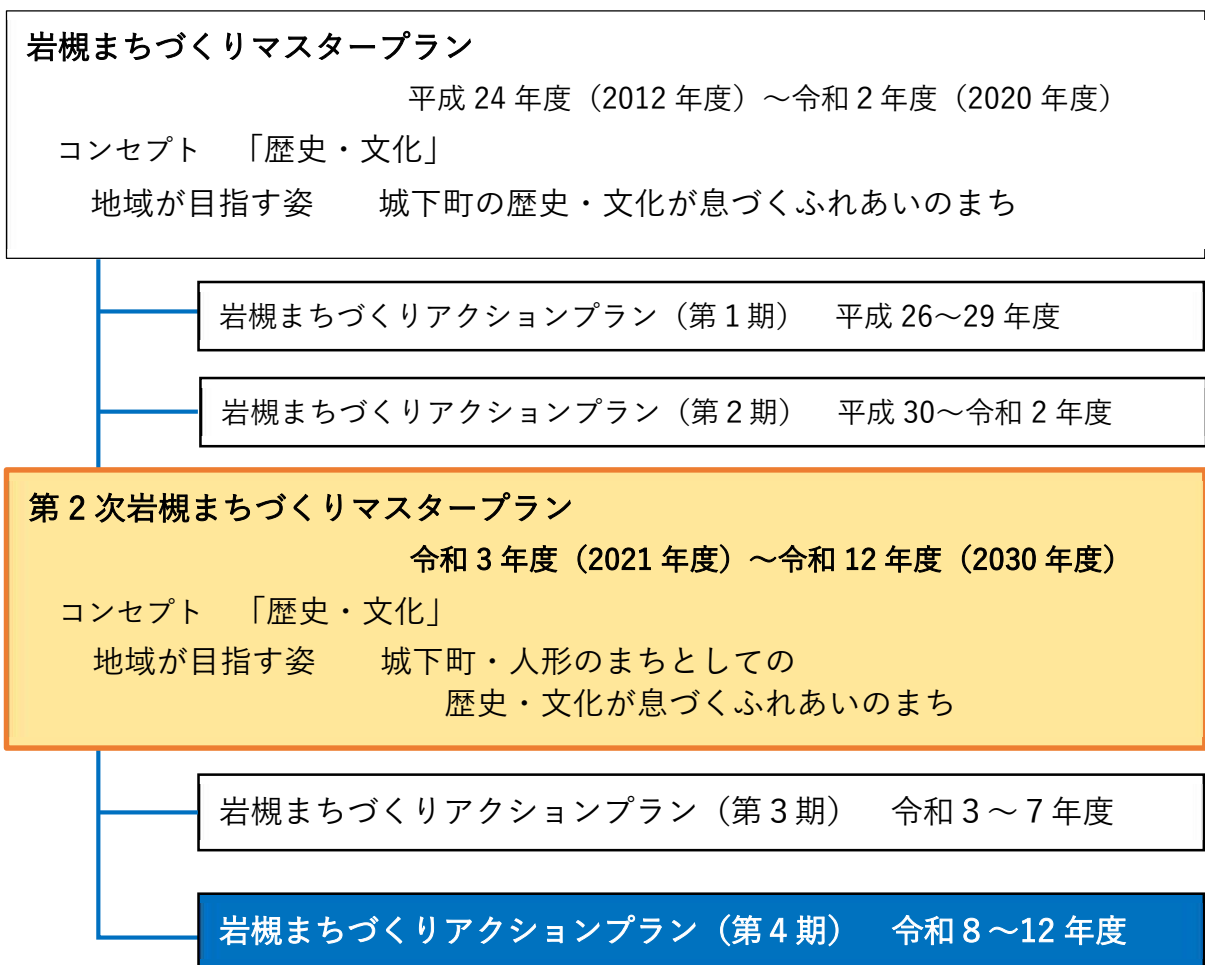 岩槻まちづくりマスタープラン
平成 24 年度（2012 年度）～令和２年度（2020 年度）
コンセプト　「歴史・文化」
地域が目指す姿　　城下町の歴史・文化が息づくふれあいのまち
岩槻まちづくりアクションプラン（第１期）　平成 26～29 年度
岩槻まちづくりアクションプラン（第２期）　平成 30～令和 2 年度
第 2 次岩槻まちづくりマスタープラン
令和 3 年度（2021 年度）～令和 12 年度（2030 年度）
コンセプト　「歴史・文化」
地域が目指す姿　　城下町・人形のまちとしての
歴史・文化が息づくふれあいのまち
岩槻まちづくりアクションプラン（第３期）　令和３～７年度
岩槻まちづくりアクションプラン（第４期）　令和８～12 年度